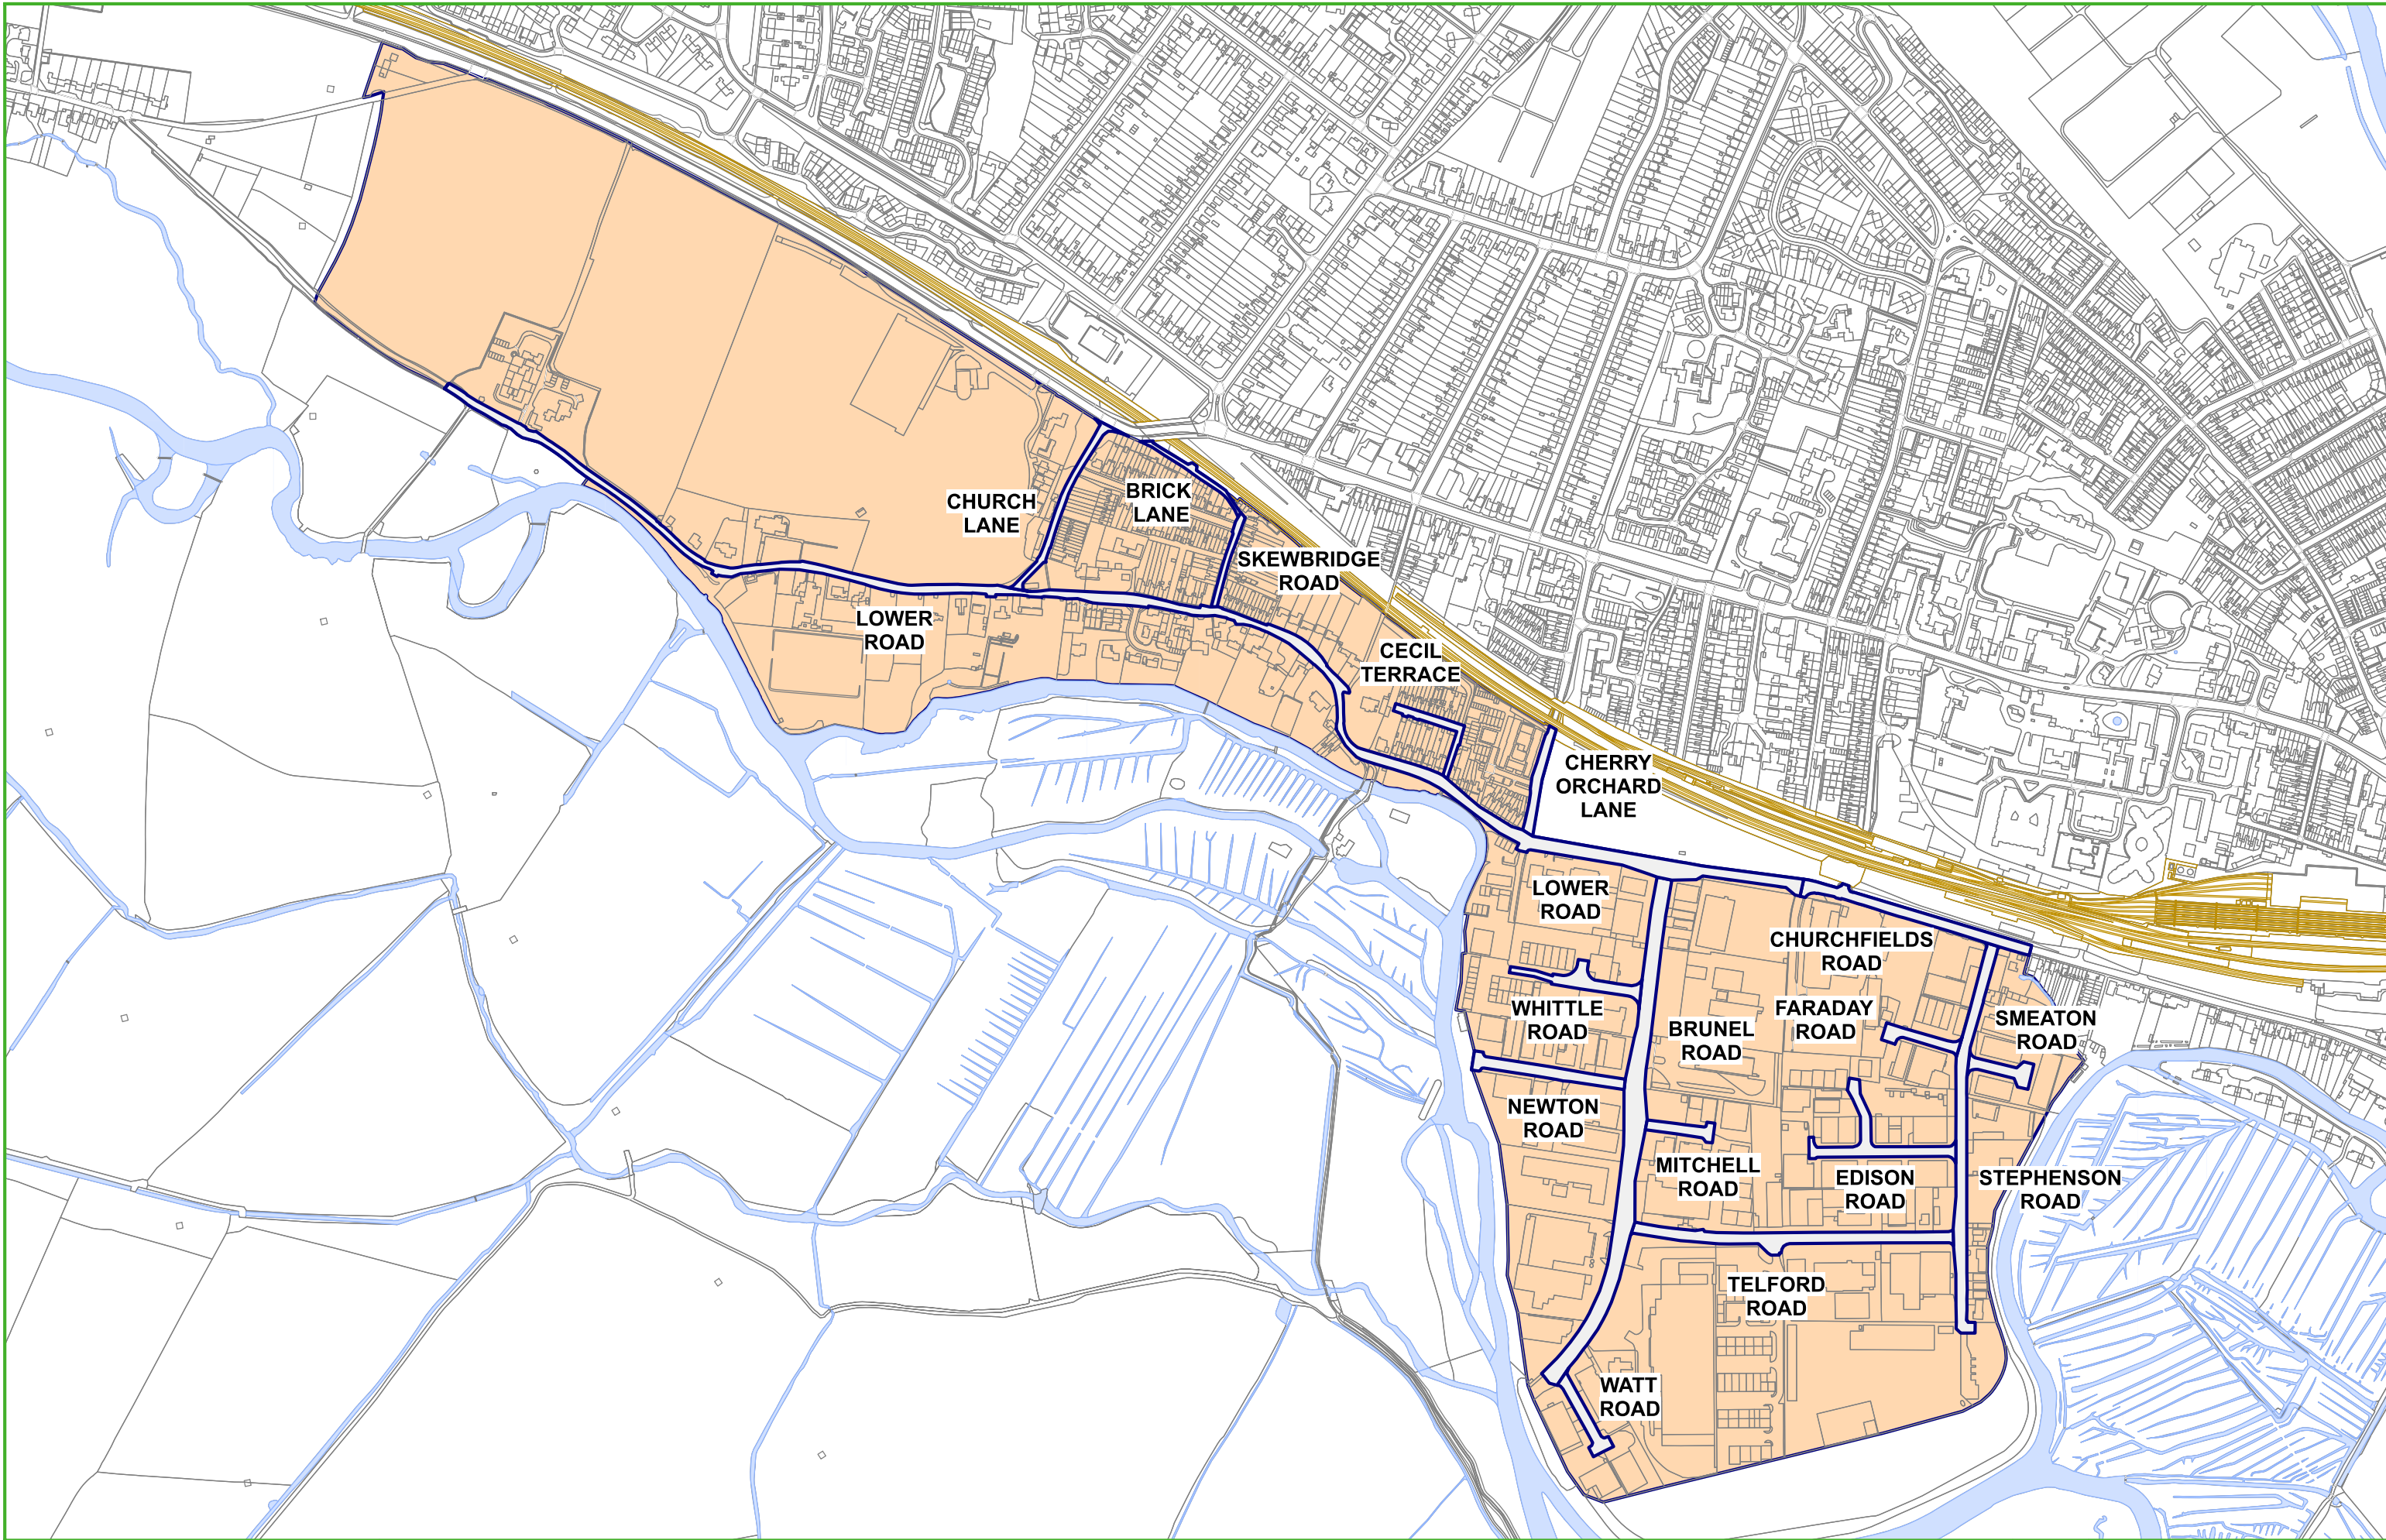 CHURCH
LANE
BRICK
LANE
SKEWBRIDGE
ROAD
LOWER
ROAD
CECIL
TERRACE
CHERRY
ORCHARD
LANE
LOWER
ROAD
CHURCHFIELDS
ROAD
WHITTLE
ROAD
BRUNEL
ROAD
FARADAY
ROAD
SMEATON
ROAD
NEWTON
ROAD
MITCHELL
ROAD
EDISON
ROAD
STEPHENSON
ROAD
TELFORD
ROAD
WATT
ROAD